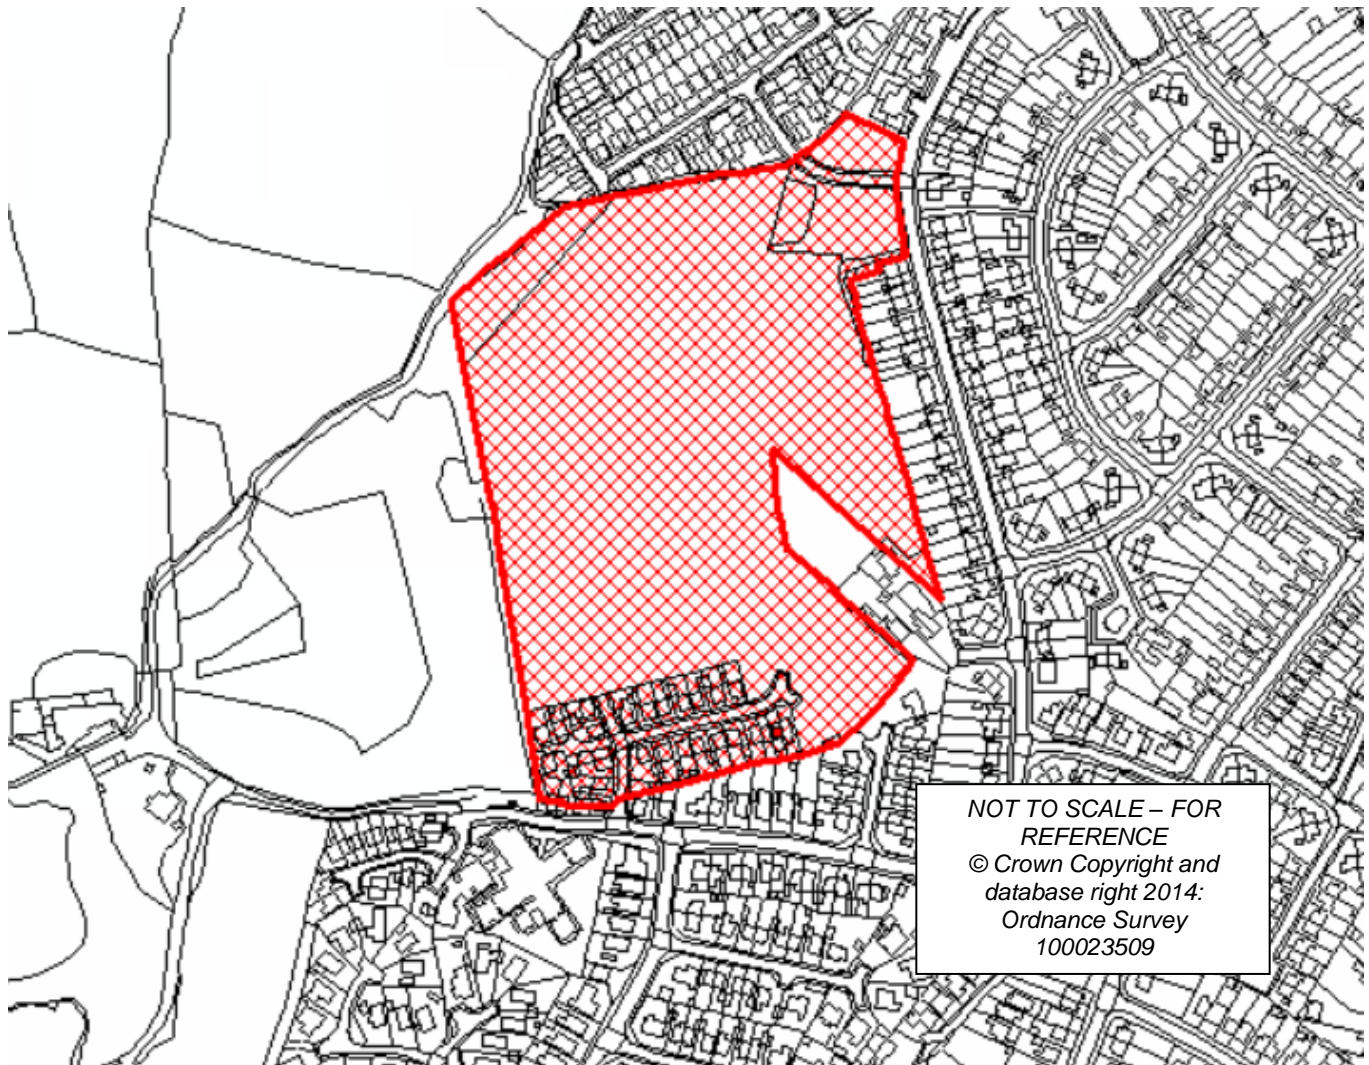 NOT TO SCALE – FOR
REFERENCE
© Crown Copyright and
database right 2014:
Ordnance Survey
100023509